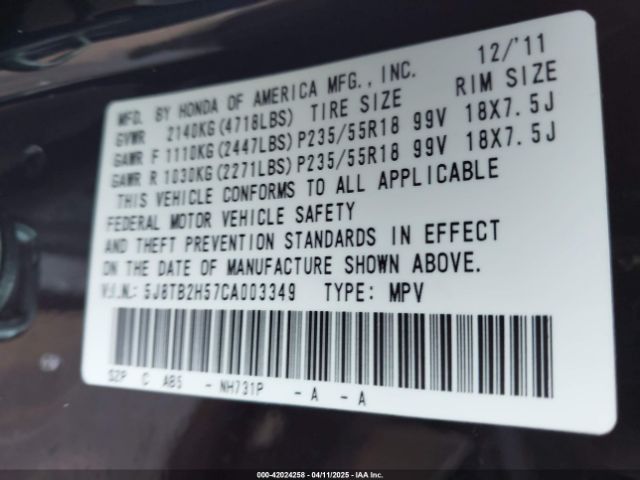 MFD. BY HONDA OF AMERICA MFG., INC. 12/'11
GVWR 2140KG(4718LBS) TIRE SIZE RIM SIZE
GAWR F 1110KG(2447LBS)P235/55R18 99V 18X7.5J
GAWR R 1030KG(2271LBS)P235/55R18 99V 18X7.5J
THIS VEHICLE CONFORMS TO ALL APPLICABLE
FEDERAL MOTOR VEHICLE SAFETY
AND THEFT PREVENTION STANDARDS IN EFFECT
ON THE DATE OF MANUFACTURE SHOWN ABOVE.
V.I.N.: 5J8TB2H57CA003349 TYPE: MPV
SZP C AB5 - NH731P - A - A
000-42024258 - 04/11/2025 - IAA Inc.